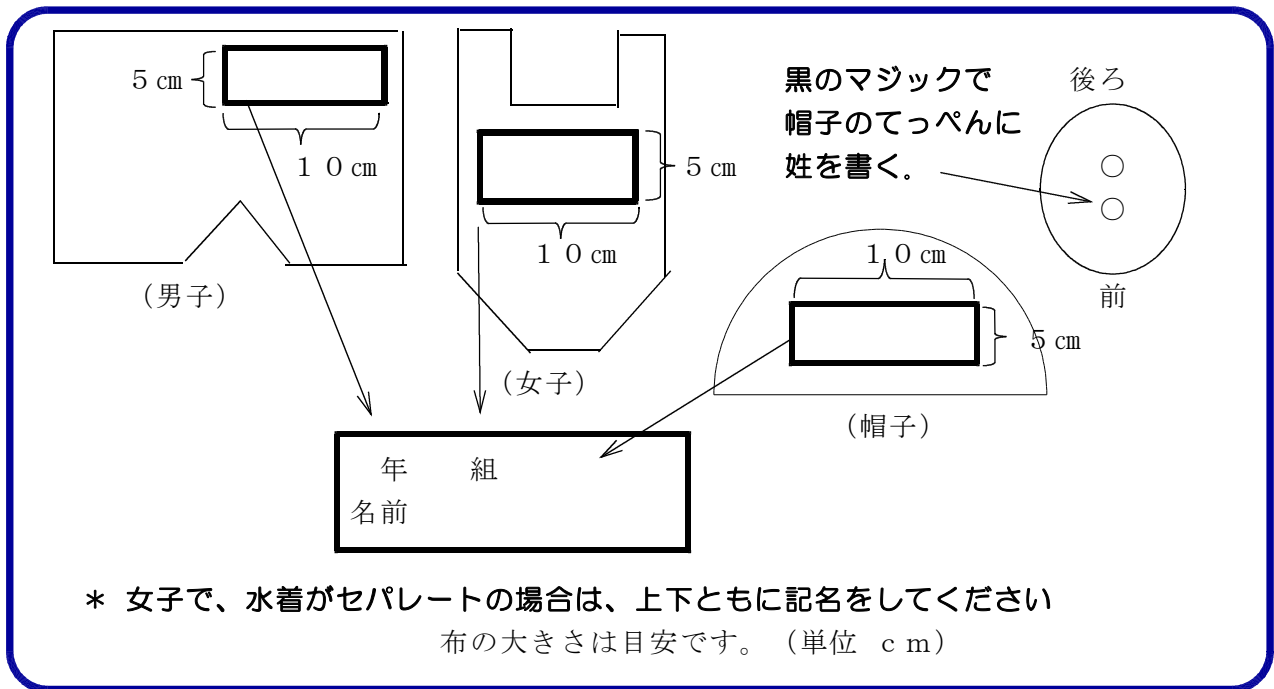 ５㎝
１０㎝
（男子）
５㎝
１０㎝
（女子）
黒のマジックで
帽子のてっぺんに
姓を書く。
後ろ
○
○
前
１０㎝
５㎝
（帽子）
年　　組
名前
＊ 女子で、水着がセパレートの場合は、上下ともに記名をしてください
布の大きさは目安です。（単位　ｃｍ）